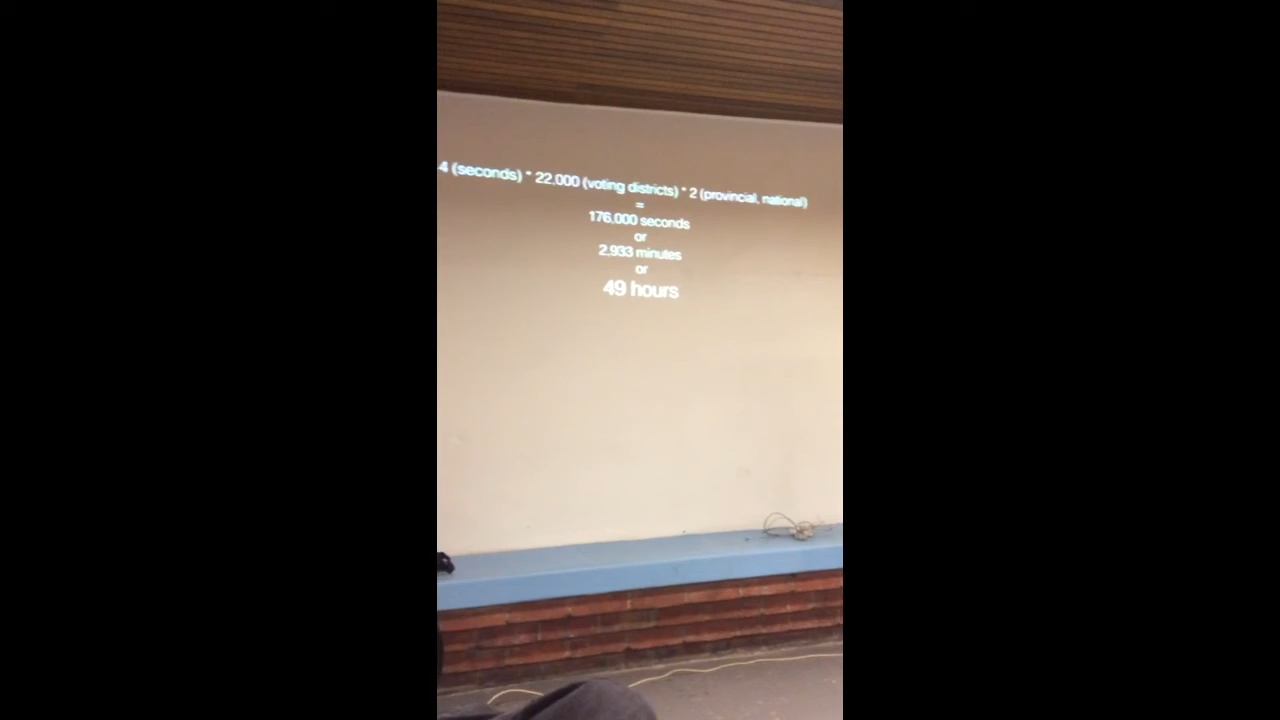 4 (seconds) * 22,000 (voting districts) * 2 (provincial, national)
=
176,000 seconds
or
2,933 minutes
or
49 hours